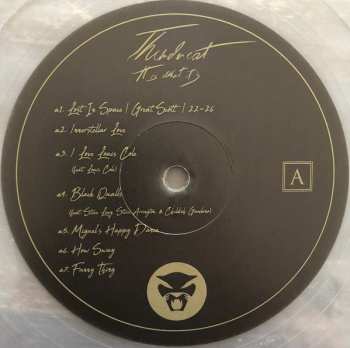 Thundercat
It Is What It Is
a1. Lost In Space / Great Scott / 22-26
a2. Innerstellar Love
a3. I Love Louis Cole
(feat. Louis Cole)
a4. Black Qualls
(feat. Steve Lacy, Steve Arrington & Childish Gambino)
a5. Miguel's Happy Dance
a6. How Sway
a7. Funny Thing
A